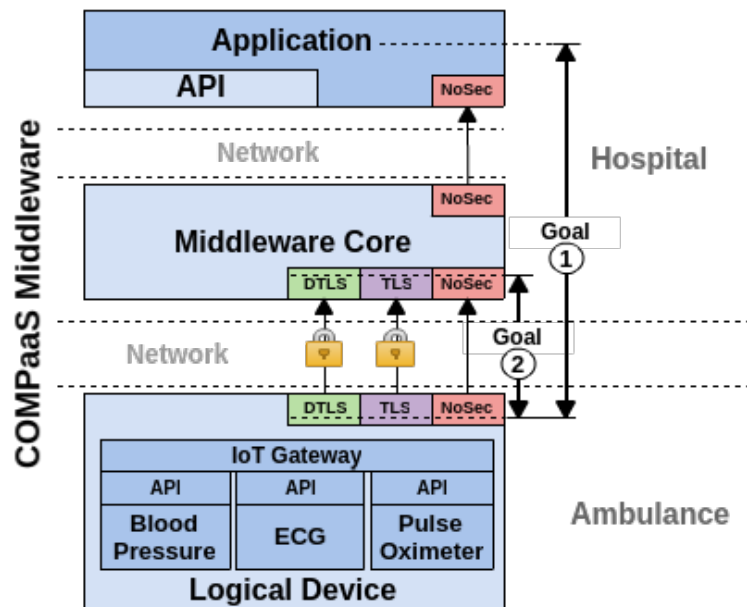 Application
API
NoSec
Network
Hospital
NoSec
Middleware Core
Goal
1
DTLS TLS NoSec
Goal
2
Network
COMPaaS Middleware
DTLS TLS NoSec
IoT Gateway
API API API
Blood Pressure
ECG
Pulse Oximeter
Ambulance
Logical Device